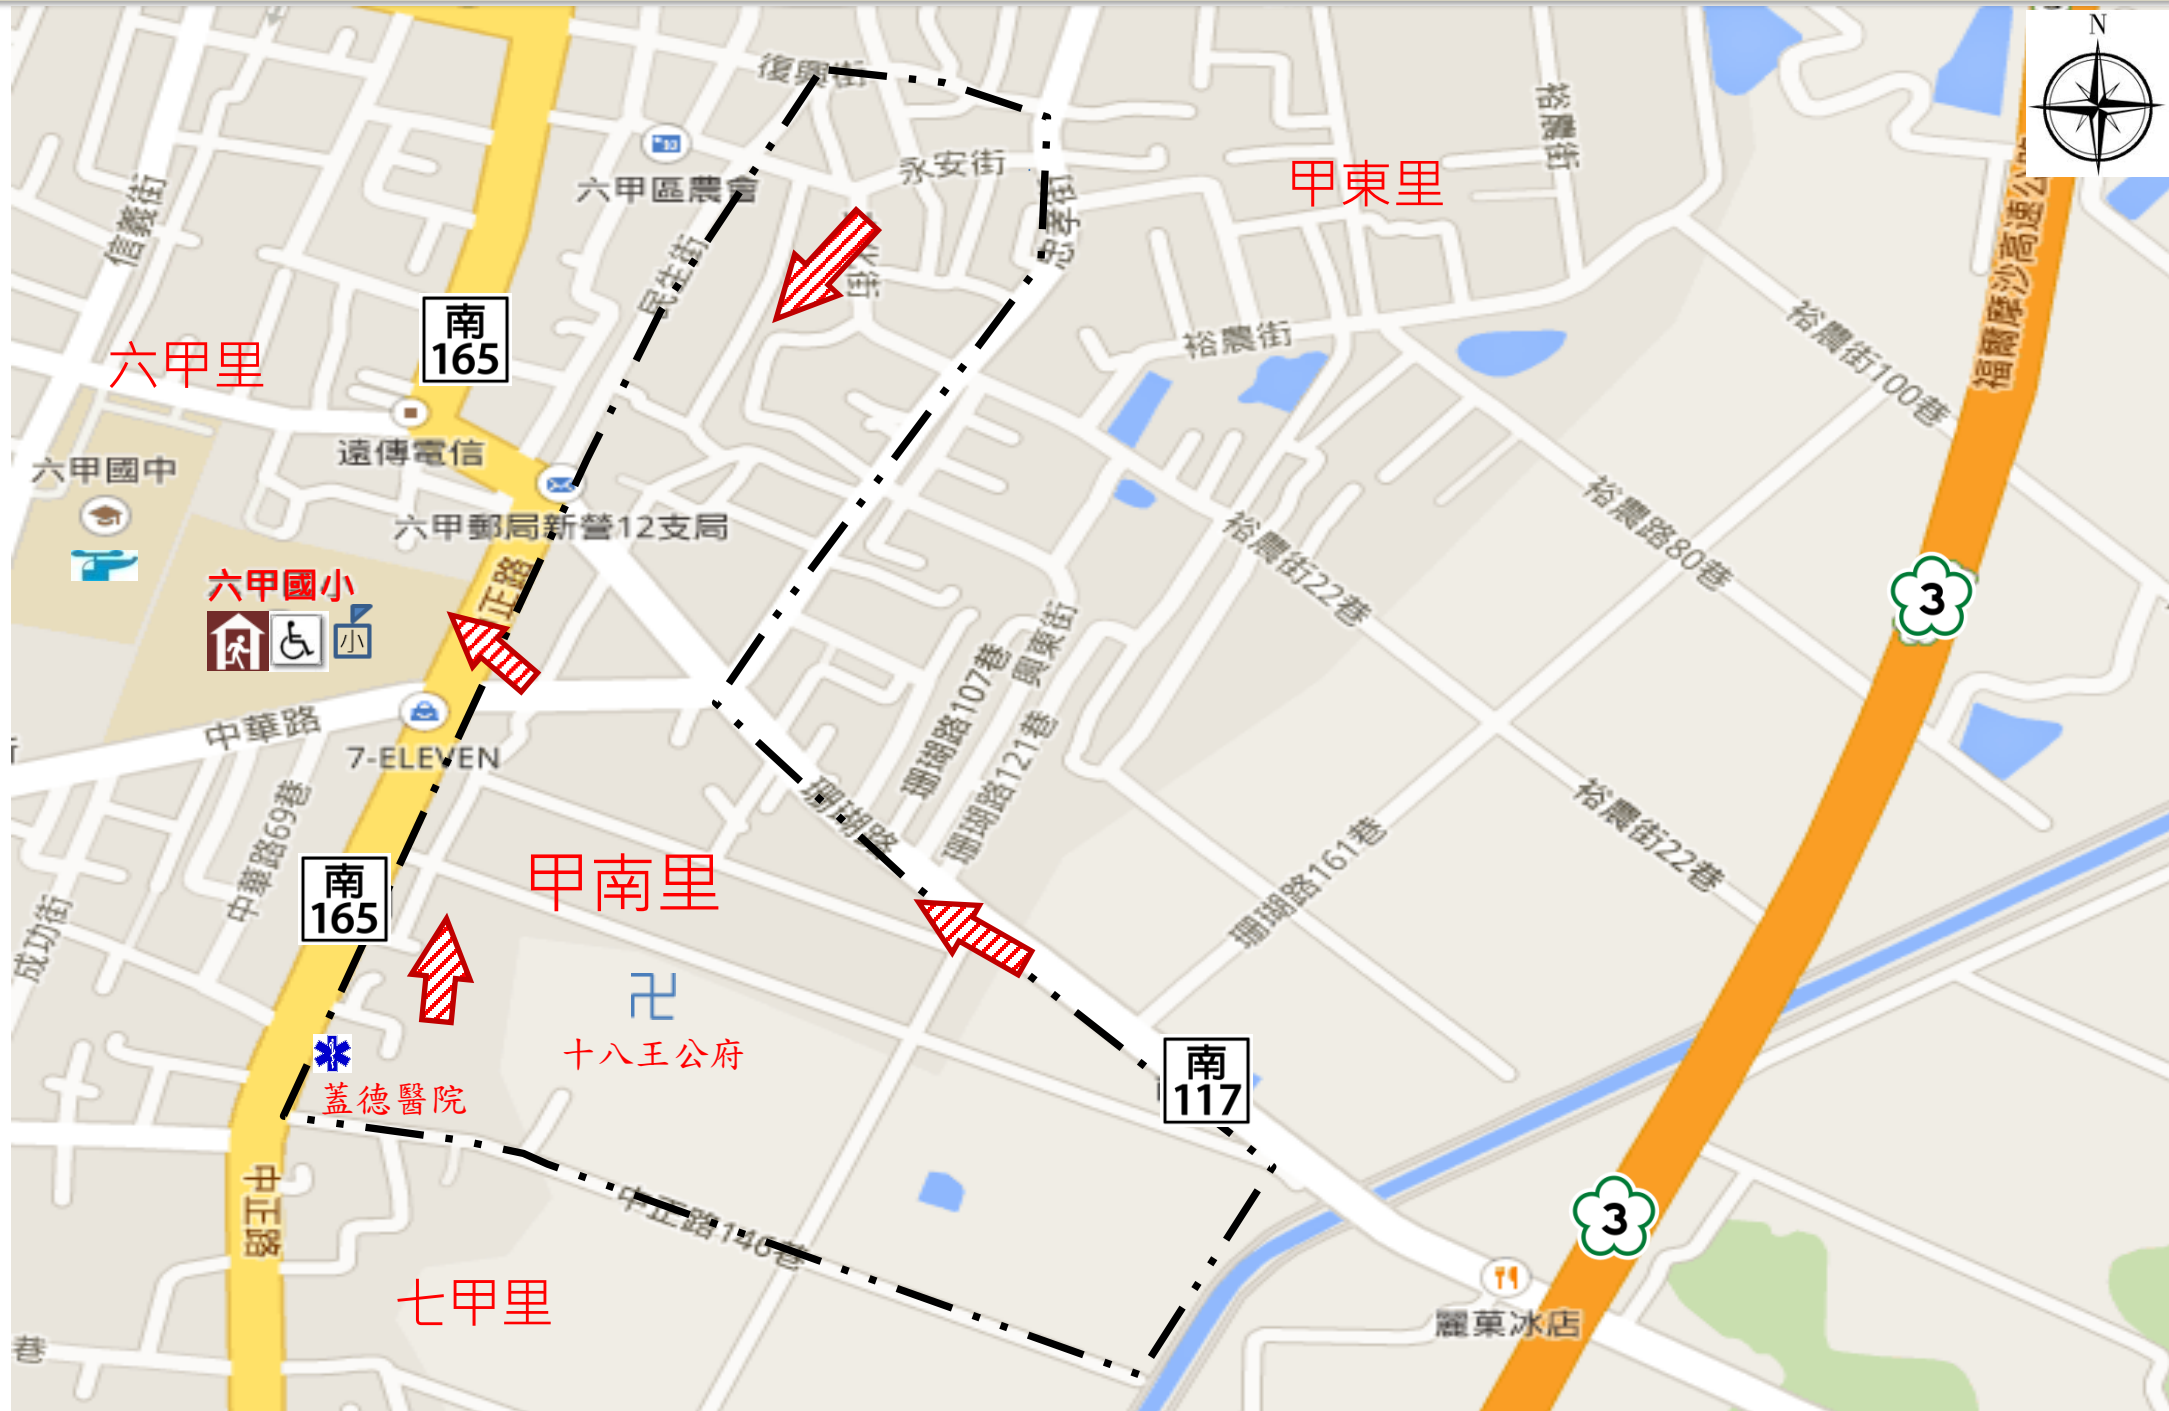 N
復興街
永安街
裕農街
六甲區農會
甲東里
信義街
忠孝街
民生街
福爾摩沙高速公路
南
165
六甲里
裕農街
裕農街100巷
遠傳電信
六甲國中
六甲郵局新營12支局
裕農路80巷
裕農街22巷
六甲國小
小
正路
3
興東街
珊瑚路107巷
珊瑚路121巷
中華路
7-ELEVEN
珊瑚路
中華路69巷
裕農街22巷
珊瑚路161巷
甲南里
南
165
成功街
卍
十八王公府
蓋德醫院
南
117
中正路
中正路146巷
3
七甲里
麗菓冰店
巷